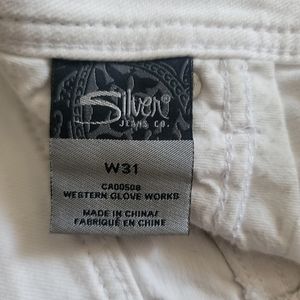 Silver®
JEANS CO.
W31
CA00508
WESTERN GLOVE WORKS
MADE IN CHINA/
FABRIQUÉ EN CHINE